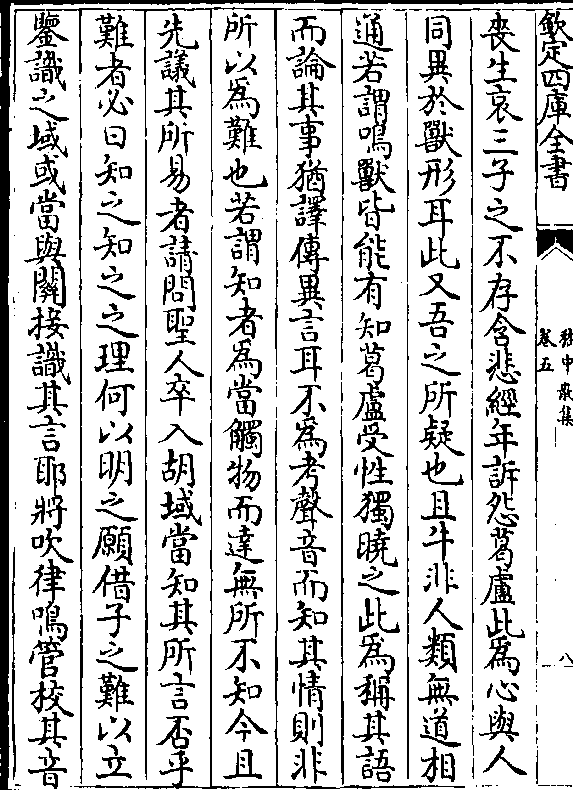 欽定四庫全書
嵇中散集
卷五
八
喪生哀三子之不存含悲經年訴怨葛盧此為心與人
同異於獸形耳此又吾之所疑也且牛非人類無道相
通若謂鳴獸皆能有知葛盧受性獨曉之此為稱其語
而論其事猶譯傳異言耳不為考聲音而知其情則非
所以為難也若謂知者為當觸物而達無所不知今且
先議其所易者請問聖人卒入胡域當知其所言否乎
難者必曰知之知之之理何以明之願借子之難以立
鑒識之域或當與關接識其言耶將吹律鳴管校其音